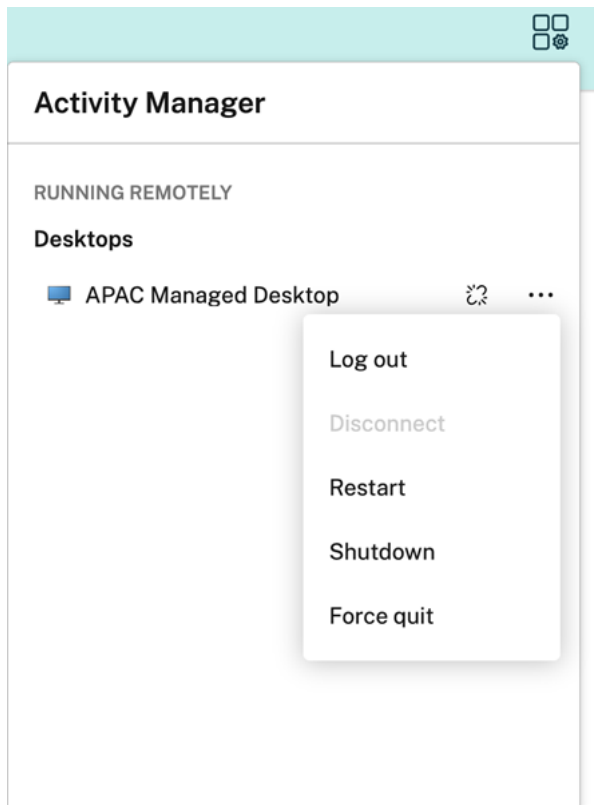 Activity Manager
RUNNING REMOTELY
Desktops
APAC Managed Desktop
Log out
Disconnect
Restart
Shutdown
Force quit